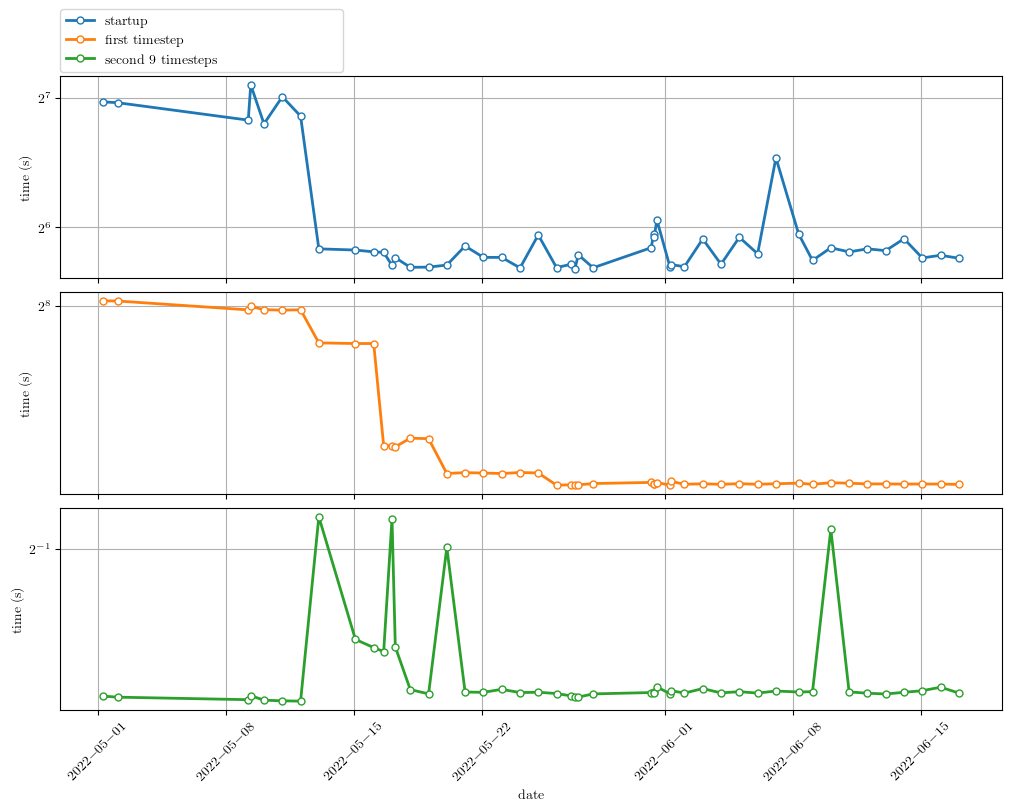 startup
first timestep
second 9 timesteps
2^7
2^6
time (s)
2^8
time (s)
2^−1
time (s)
2022−05−01
2022−05−08
2022−05−15
2022−05−22
2022−06−01
2022−06−08
2022−06−15
date